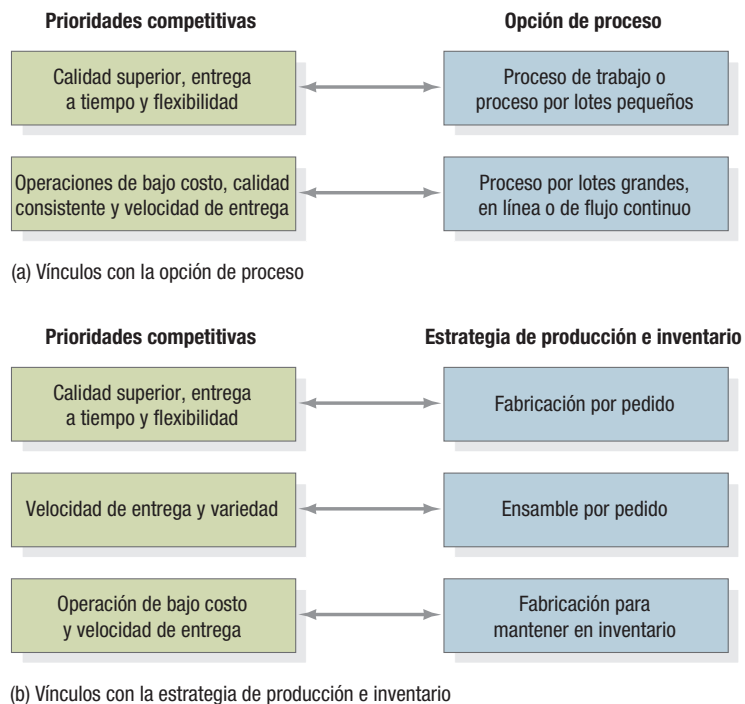 Prioridades competitivas
Opción de proceso
Calidad superior, entrega
a tiempo y flexibilidad
Proceso de trabajo o
proceso por lotes pequeños
Operaciones de bajo costo, calidad
consistente y velocidad de entrega
Proceso por lotes grandes,
en línea o de flujo continuo
(a) Vínculos con la opción de proceso
Prioridades competitivas
Estrategia de producción e inventario
Calidad superior, entrega
a tiempo y flexibilidad
Fabricación por pedido
Velocidad de entrega y variedad
Ensamble por pedido
Operación de bajo costo
y velocidad de entrega
Fabricación para
mantener en inventario
(b) Vínculos con la estrategia de producción e inventario